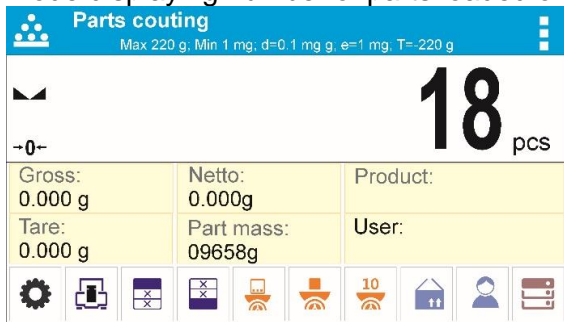 Parts couting
Max 220 g; Min 1 mg; d=0.1 mg g, e=1 mg; T=-220 g
18 pcs
→0←
Gross: Netto: Product:
0.000 g 0.000g
Tare: Part mass: User:
0.000 g 09658g
10